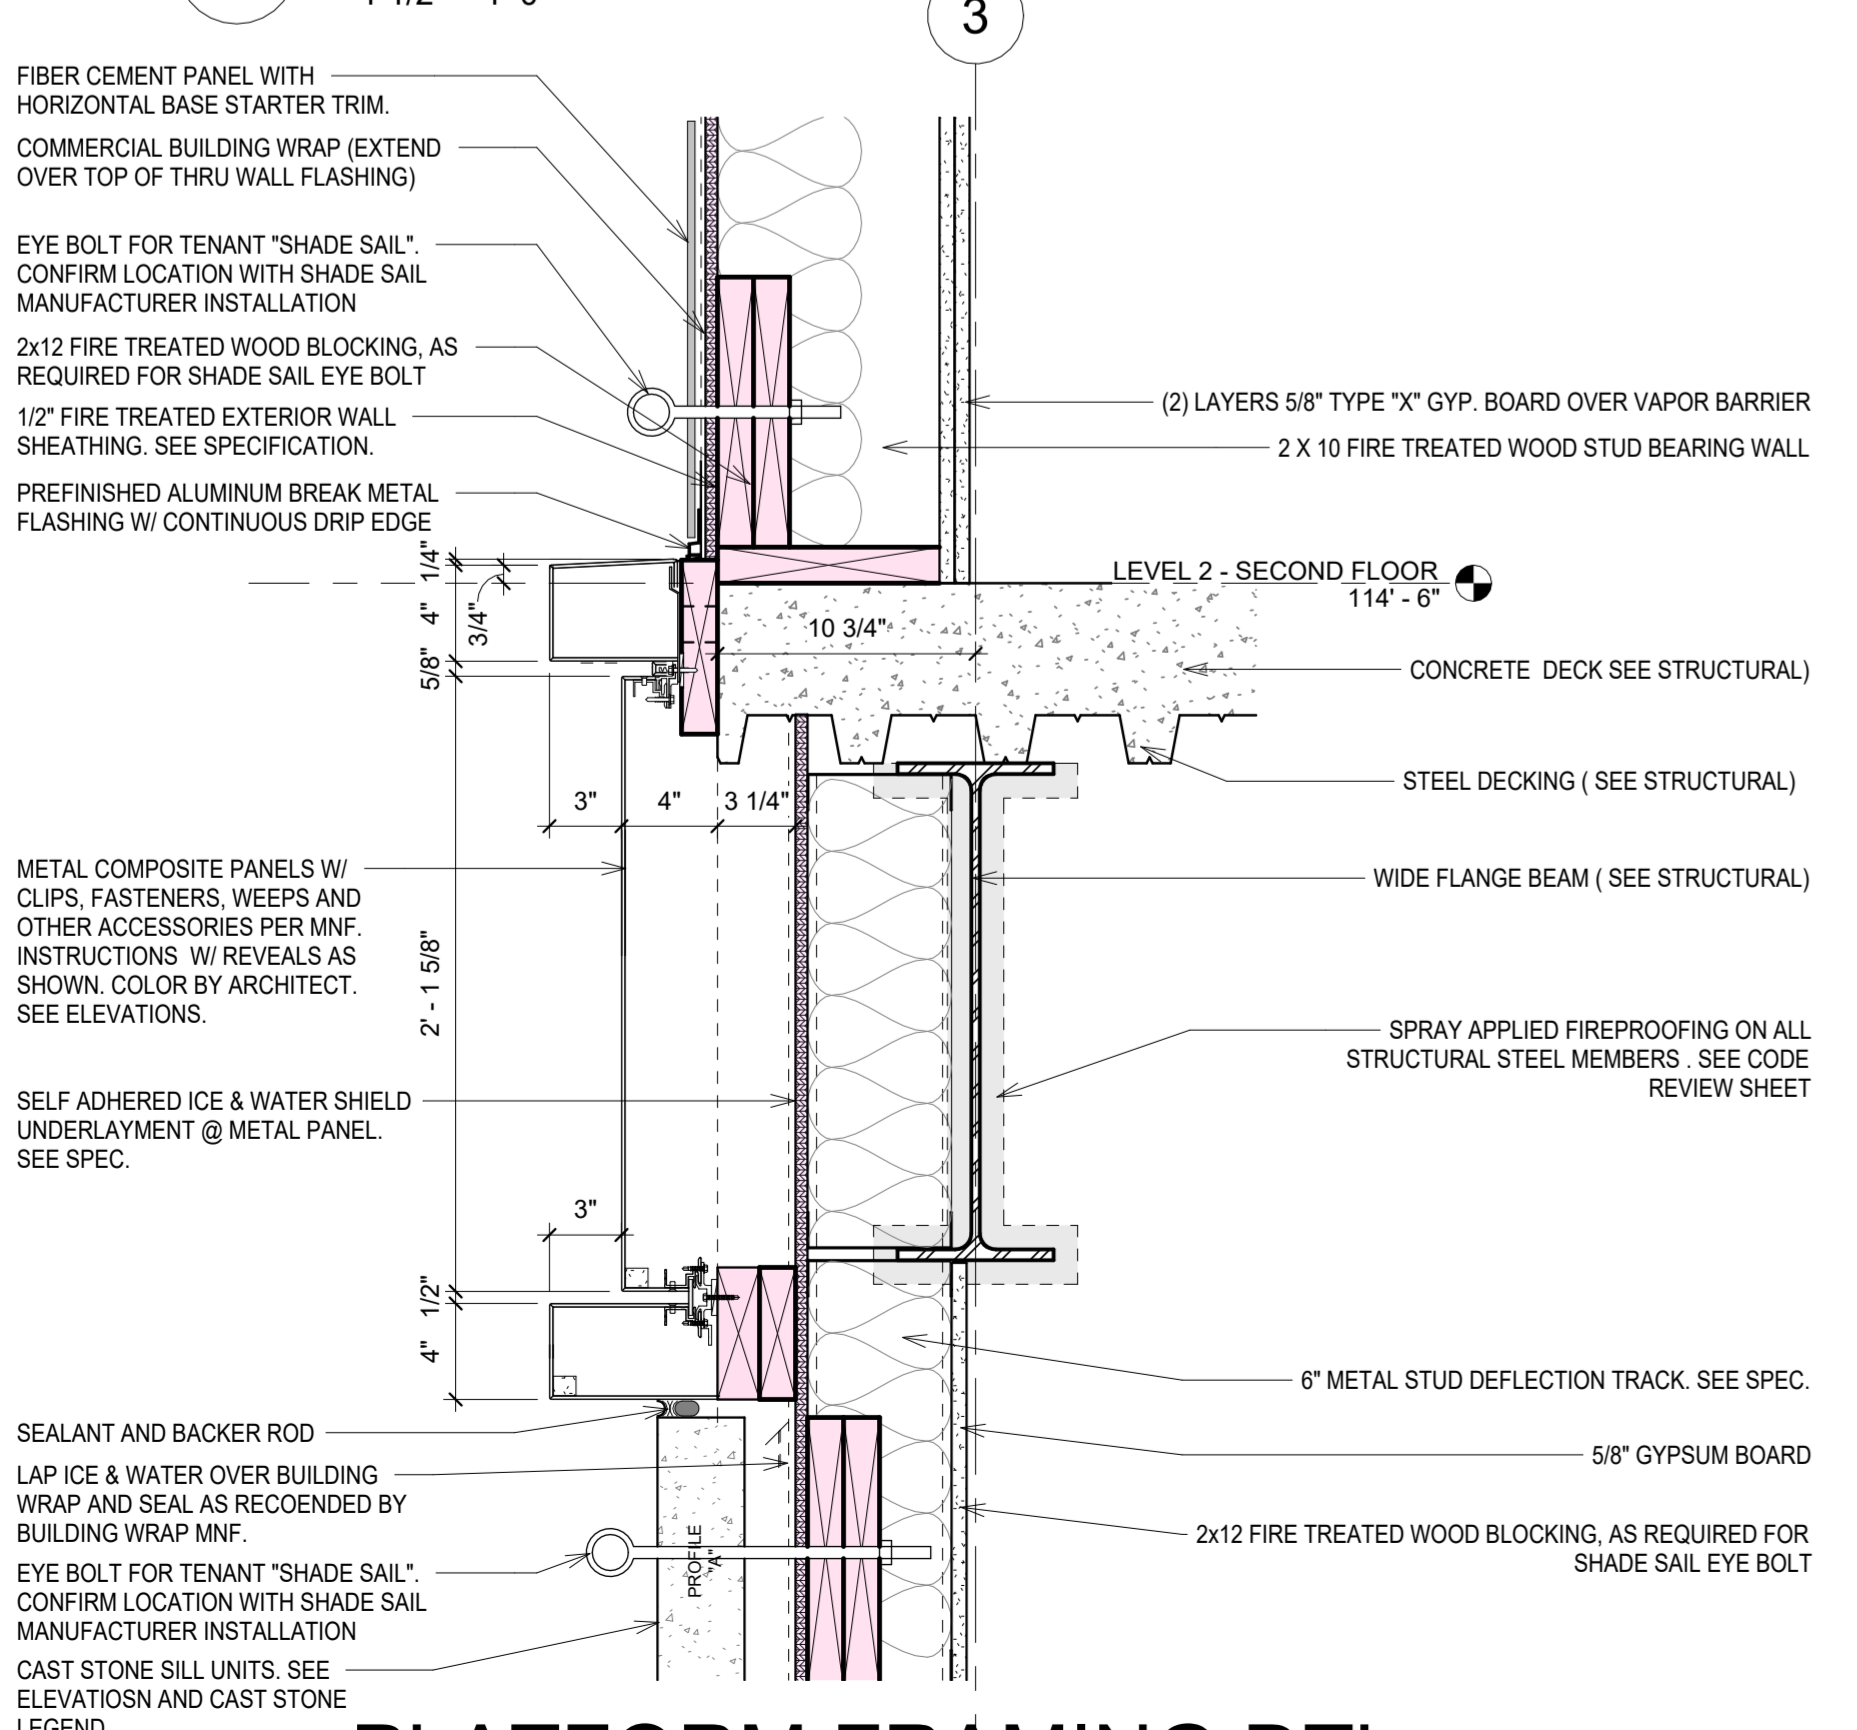 3
FIBER CEMENT PANEL WITH
HORIZONTAL BASE STARTER TRIM.
COMMERCIAL BUILDING WRAP (EXTEND
OVER TOP OF THRU WALL FLASHING)
EYE BOLT FOR TENANT "SHADE SAIL".
CONFIRM LOCATION WITH SHADE SAIL
MANUFACTURER INSTALLATION
2x12 FIRE TREATED WOOD BLOCKING, AS
REQUIRED FOR SHADE SAIL EYE BOLT
1/2" FIRE TREATED EXTERIOR WALL
SHEATHING. SEE SPECIFICATION.
PREFINISHED ALUMINUM BREAK METAL
FLASHING W/ CONTINUOUS DRIP EDGE
1/4"
4"
3/4"
5/8"
(2) LAYERS 5/8" TYPE "X" GYP. BOARD OVER VAPOR BARRIER
2 X 10 FIRE TREATED WOOD STUD BEARING WALL
LEVEL 2 - SECOND FLOOR
114' - 6"
10 3/4"
CONCRETE DECK SEE STRUCTURAL)
STEEL DECKING ( SEE STRUCTURAL)
3"
4"
3 1/4"
METAL COMPOSITE PANELS W/
CLIPS, FASTENERS, WEEPS AND
OTHER ACCESSORIES PER MNF.
INSTRUCTIONS W/ REVEALS AS
SHOWN. COLOR BY ARCHITECT.
SEE ELEVATIONS.
2' - 1 5/8"
WIDE FLANGE BEAM ( SEE STRUCTURAL)
SPRAY APPLIED FIREPROOFING ON ALL
STRUCTURAL STEEL MEMBERS . SEE CODE
REVIEW SHEET
SELF ADHERED ICE & WATER SHIELD
UNDERLAYMENT @ METAL PANEL.
SEE SPEC.
3"
1/2"
4"
6" METAL STUD DEFLECTION TRACK. SEE SPEC.
SEALANT AND BACKER ROD
5/8" GYPSUM BOARD
LAP ICE & WATER OVER BUILDING
WRAP AND SEAL AS RECOENDED BY
BUILDING WRAP MNF.
2x12 FIRE TREATED WOOD BLOCKING, AS REQUIRED FOR
SHADE SAIL EYE BOLT
PROFILE
"A"
EYE BOLT FOR TENANT "SHADE SAIL".
CONFIRM LOCATION WITH SHADE SAIL
MANUFACTURER INSTALLATION
CAST STONE SILL UNITS. SEE
ELEVATIOSN AND CAST STONE
LEGEND
PLATFORM FRAMING DTL